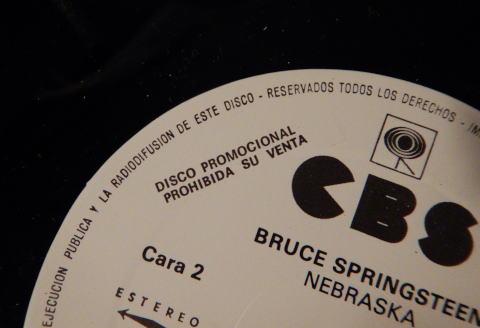 EJECUCION PUBLICA Y LA RADIODIFUSION DE ESTE DISCO - RESERVADOS TODOS LOS DERECHOS -
DISCO PROMOCIONAL
PROHIBIDA SU VENTA
CBS
BRUCE SPRINGSTEEN
NEBRASKA
Cara 2
ESTEREO